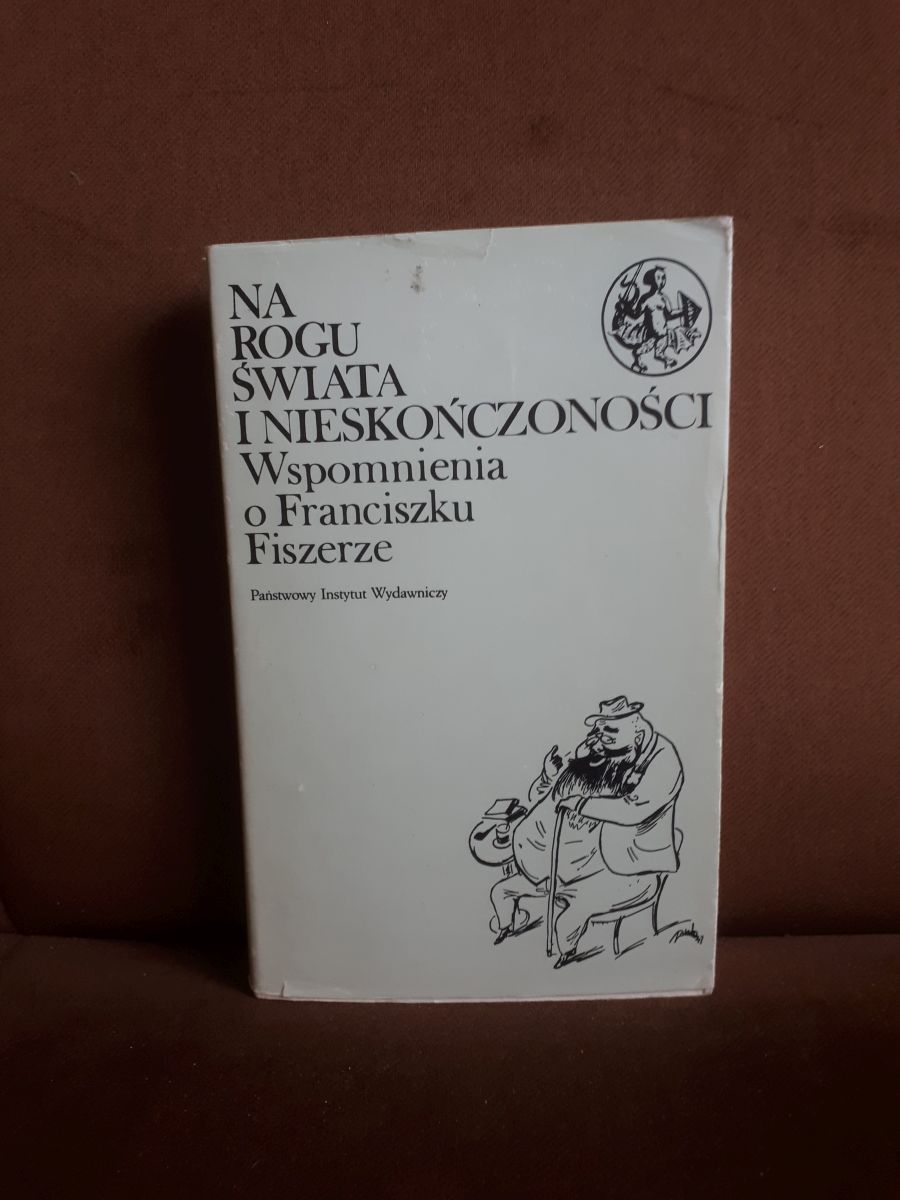 NA
ROGU
ŚWIATA
I NIESKOŃCZONOŚCI
Wspomnienia
o Franciszku
Fiszerze
Państwowy Instytut Wydawniczy